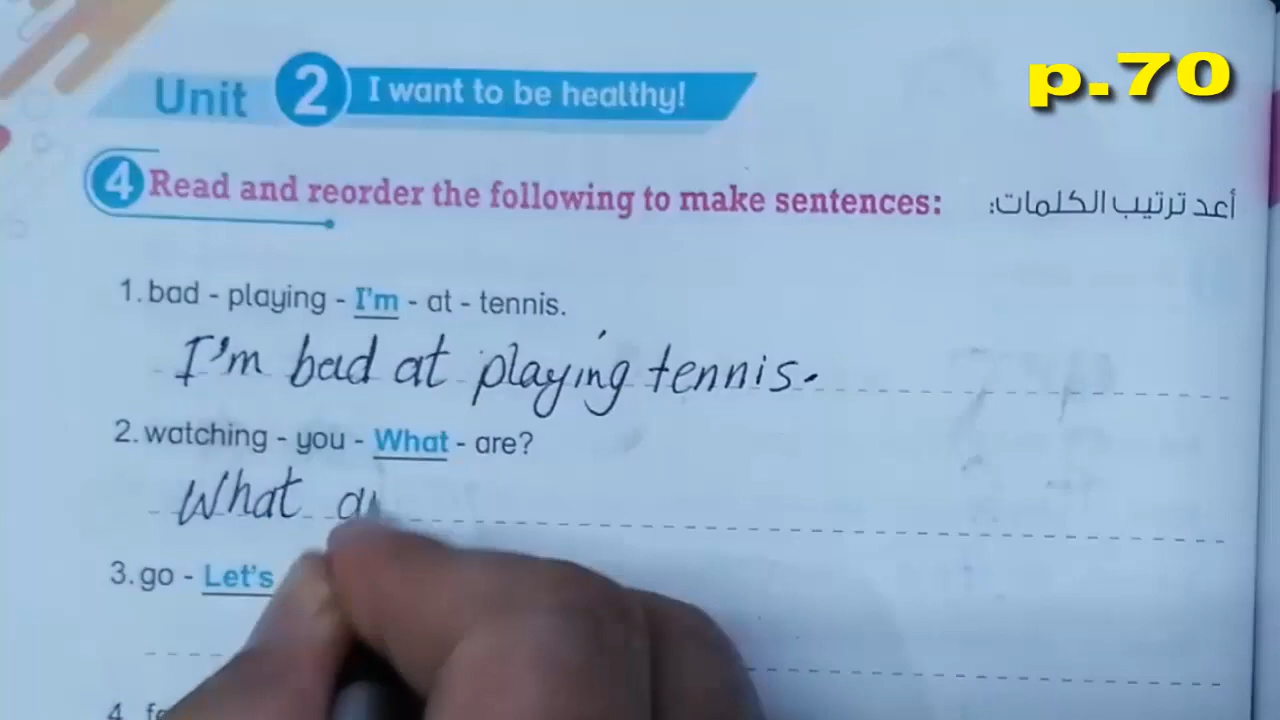 p.70
Unit 2 I want to be healthy!
4 Read and reorder the following to make sentences: أعد ترتيب الكلمات:
1. bad - playing - I'm - at - tennis.
I'm bad at playing tennis.
2. watching - you - What - are?
What
3. go - Let's
4.